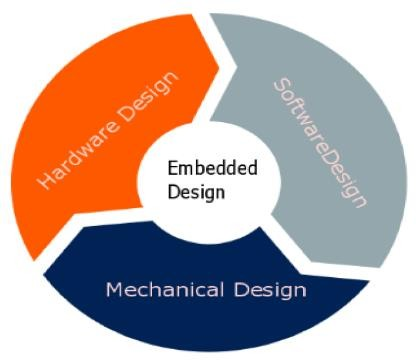 Hardware Design
SoftwareDesign
Embedded
Design
Mechanical Design